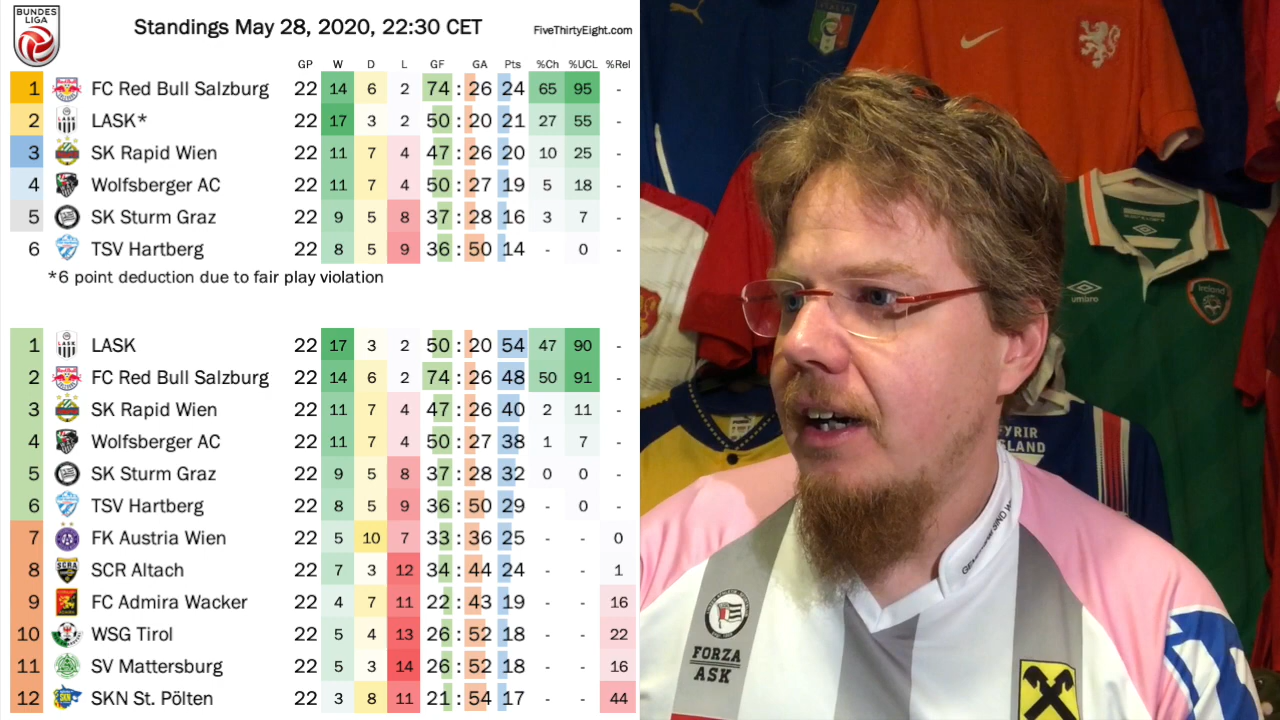 BUNDES
LIGA
Standings May 28, 2020, 22:30 CET
FiveThirtyEight.com
GP W D L GF GA Pts %Ch %UCL %Rel
1 FC Red Bull Salzburg 22 14 6 2 74 : 26 24 65 95 -
2 LASK* 22 17 3 2 50 : 20 21 27 55 -
3 SK Rapid Wien 22 11 7 4 47 : 26 20 10 25 -
4 Wolfsberger AC 22 11 7 4 50 : 27 19 5 18 -
5 SK Sturm Graz 22 9 5 8 37 : 28 16 3 7 -
6 TSV Hartberg 22 8 5 9 36 : 50 14 - 0 -
*6 point deduction due to fair play violation
1 LASK 22 17 3 2 50 : 20 54 47 90 -
2 FC Red Bull Salzburg 22 14 6 2 74 : 26 48 50 91 -
3 SK Rapid Wien 22 11 7 4 47 : 26 40 2 11 -
4 Wolfsberger AC 22 11 7 4 50 : 27 38 1 7 -
5 SK Sturm Graz 22 9 5 8 37 : 28 32 0 0 -
6 TSV Hartberg 22 8 5 9 36 : 50 29 - 0 -
7 FK Austria Wien 22 5 10 7 33 : 36 25 - - 0
8 SCR Altach 22 7 3 12 34 : 44 24 - - 1
9 FC Admira Wacker 22 4 7 11 22 : 43 19 - - 16
10 WSG Tirol 22 5 4 13 26 : 52 18 - - 22
11 SV Mattersburg 22 5 3 14 26 : 52 18 - - 16
12 SKN St. Pölten 22 3 8 11 21 : 54 17 - - 44
umbro
Ireland
FYRIR
ÍSLAND
FORZA
ASK